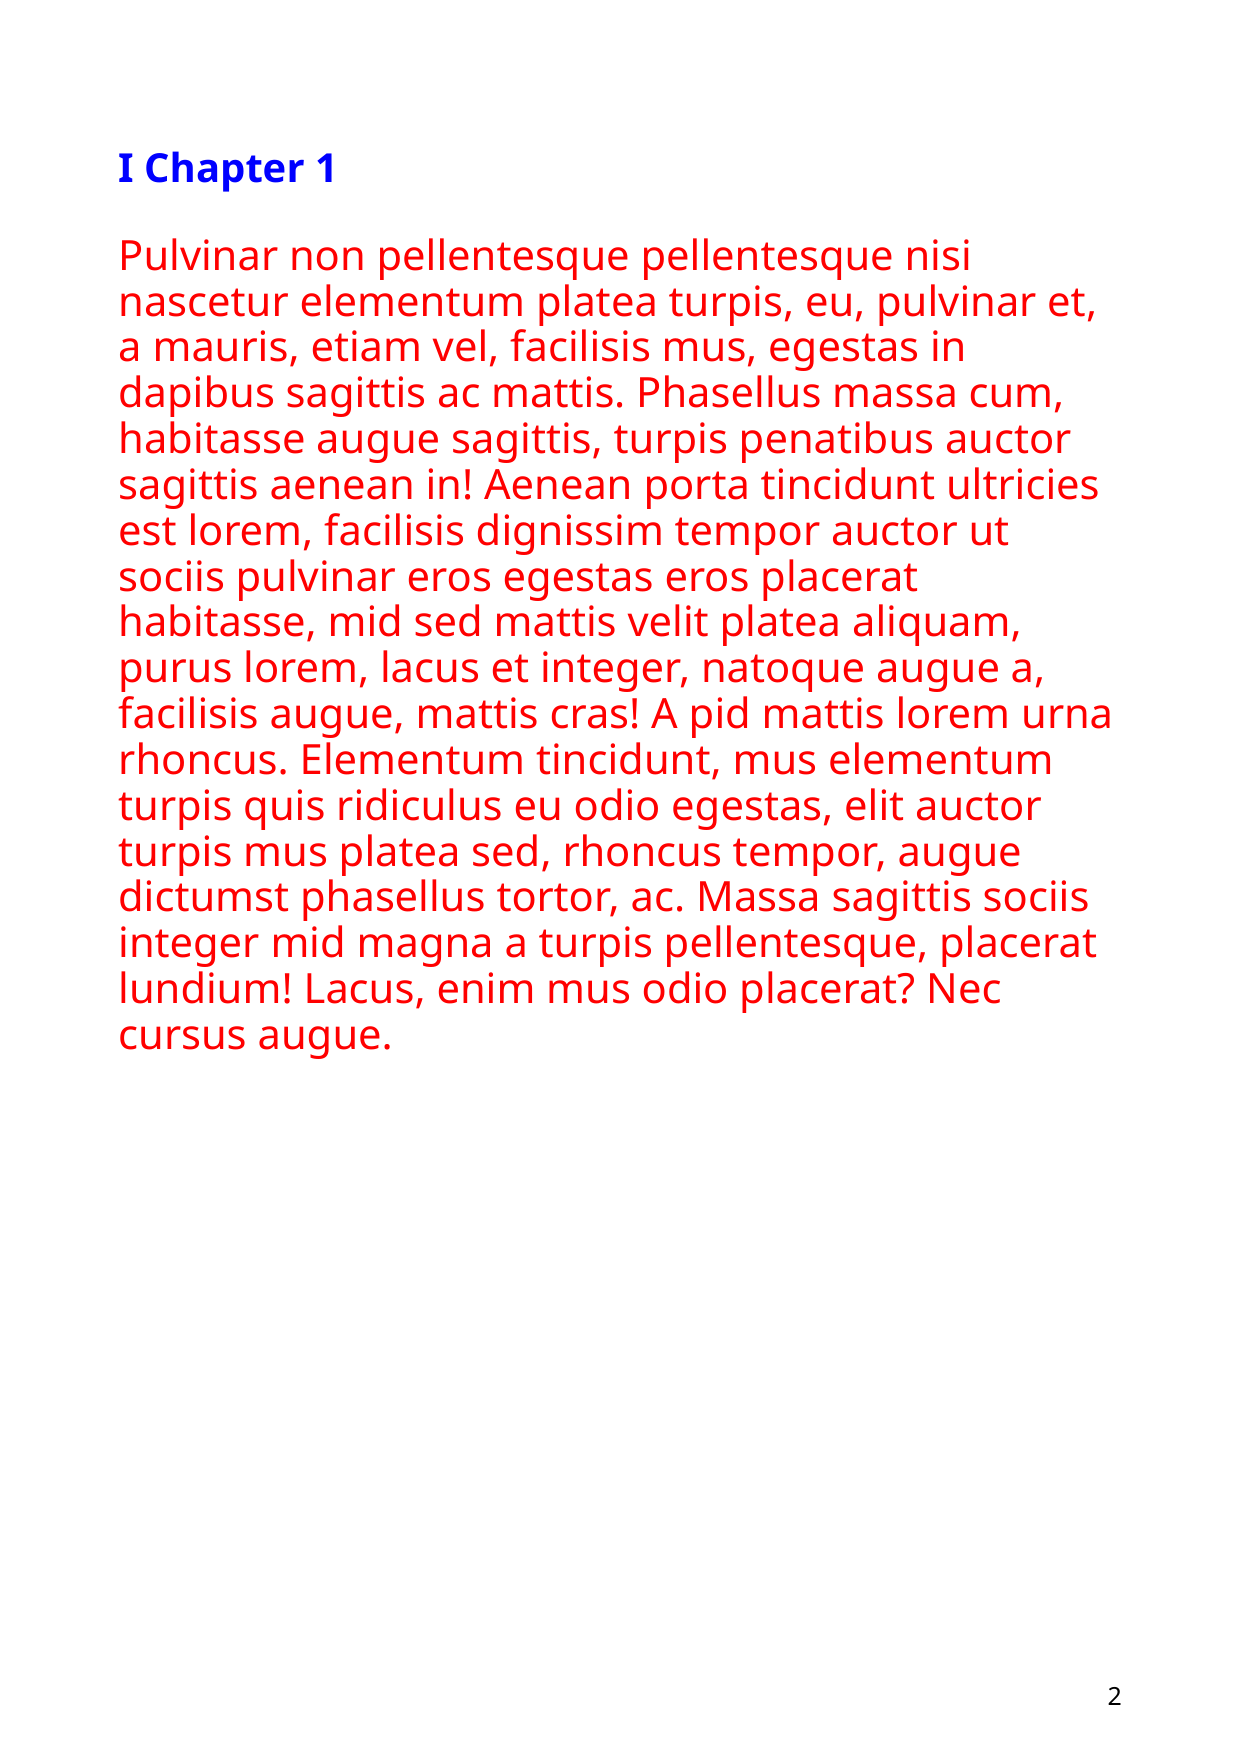 I Chapter 1
Pulvinar non pellentesque pellentesque nisi
nascetur elementum platea turpis, eu, pulvinar et,
a mauris, etiam vel, facilisis mus, egestas in
dapibus sagittis ac mattis. Phasellus massa cum,
habitasse augue sagittis, turpis penatibus auctor
sagittis aenean in! Aenean porta tincidunt ultricies
est lorem, facilisis dignissim tempor auctor ut
sociis pulvinar eros egestas eros placerat
habitasse, mid sed mattis velit platea aliquam,
purus lorem, lacus et integer, natoque augue a,
facilisis augue, mattis cras! A pid mattis lorem urna
rhoncus. Elementum tincidunt, mus elementum
turpis quis ridiculus eu odio egestas, elit auctor
turpis mus platea sed, rhoncus tempor, augue
dictumst phasellus tortor, ac. Massa sagittis sociis
integer mid magna a turpis pellentesque, placerat
lundium! Lacus, enim mus odio placerat? Nec
cursus augue.
2